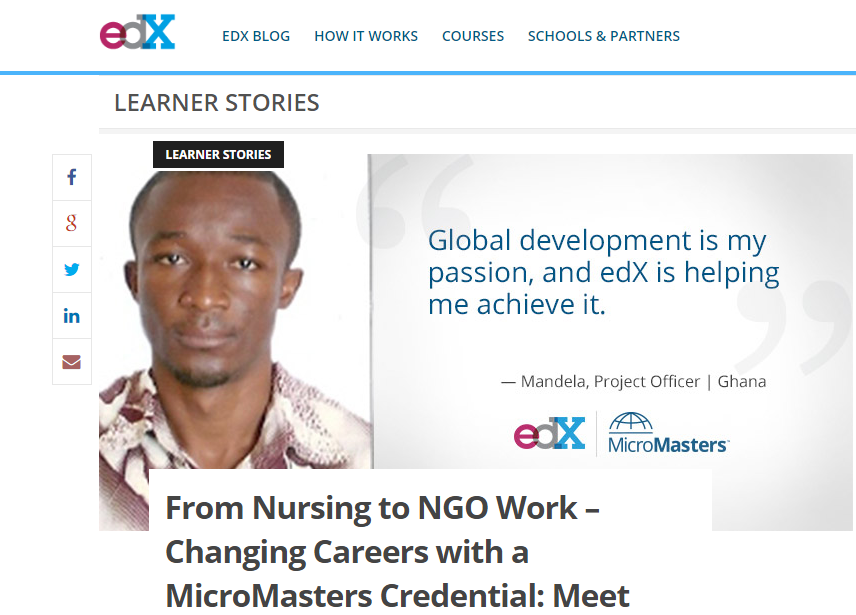 edX
EDX BLOG HOW IT WORKS COURSES SCHOOLS & PARTNERS
LEARNER STORIES
LEARNER STORIES
“
Global development is my
passion, and edX is helping
me achieve it.
”
— Mandela, Project Officer | Ghana
edX | MicroMasters™
From Nursing to NGO Work –
Changing Careers with a
MicroMasters Credential: Meet